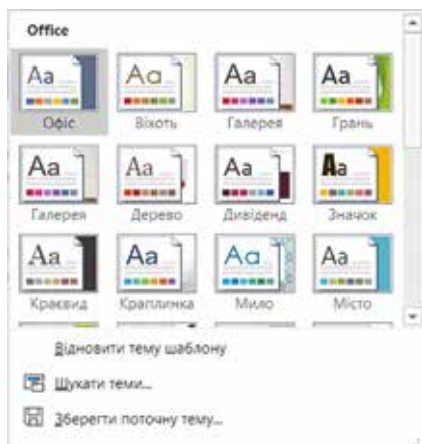 Office
Aa Aa Aa Aa
Офіс Віхоть Галерея Грань
Aa Aa Aa Aa
Галерея Дерево Дивіденд Значок
Aa Aa Aa Aa
Краєвид Краплинка Мило Місто
Відновити тему шаблону
Шукати теми...
Зберегти поточну тему...